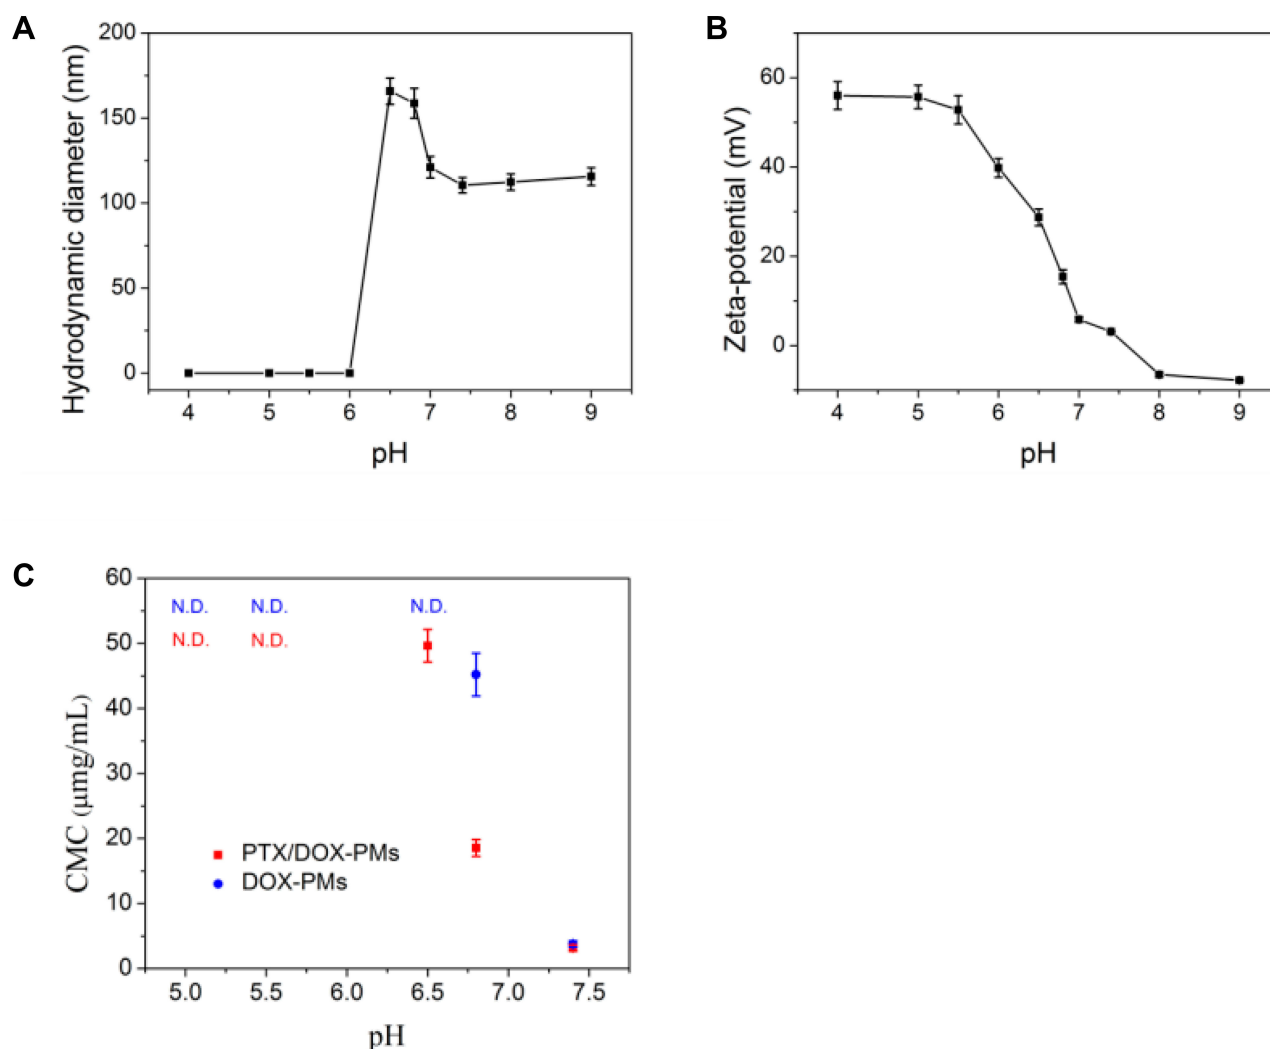 A
Hydrodynamic diameter (nm)
200
150
100
50
0
4 5 6 7 8 9
pH
B
Zeta-potential (mV)
60
40
20
0
4 5 6 7 8 9
pH
C
CMC (μmg/mL)
60
50
40
30
20
10
0
N.D. N.D. N.D.
N.D. N.D.
PTX/DOX-PMs
DOX-PMs
5.0 5.5 6.0 6.5 7.0 7.5
pH